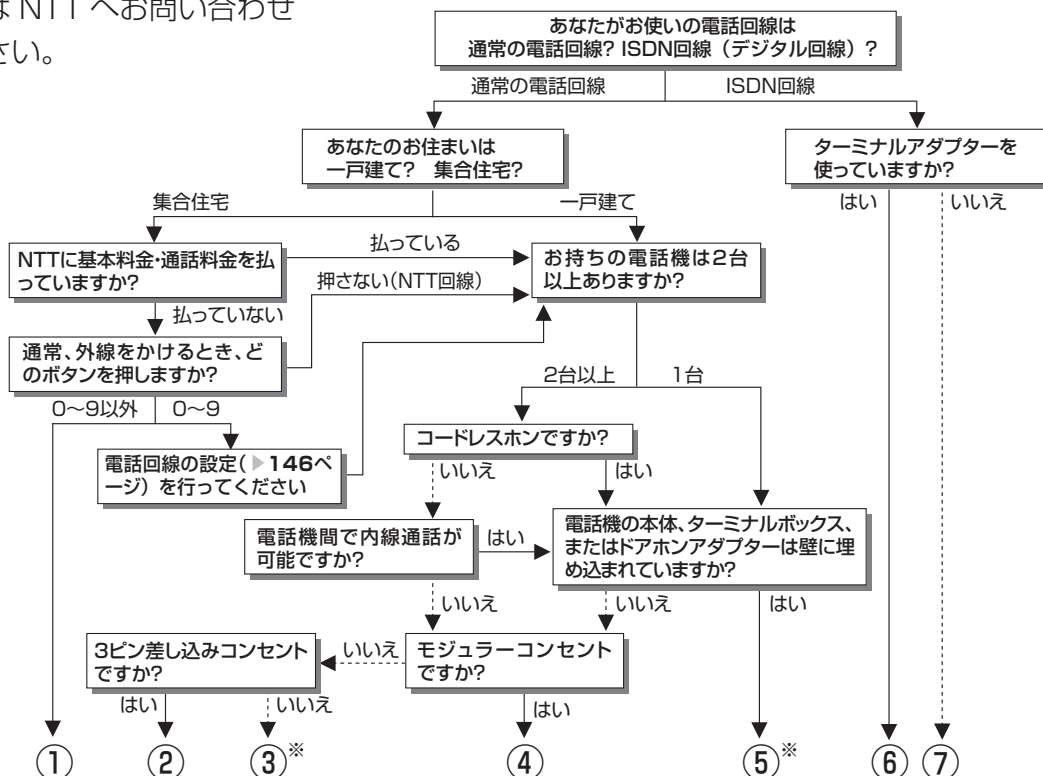 は NTT へお問い合わせ
さい。
あなたがお使いの電話回線は
通常の電話回線? ISDN回線（デジタル回線）?
通常の電話回線
ISDN回線
あなたのお住まいは
一戸建て? 集合住宅?
ターミナルアダプターを
使っていますか?
集合住宅
一戸建て
はい
いいえ
NTTに基本料金・通話料金を払
っていますか?
払っている
お持ちの電話機は2台
以上ありますか?
押さない(NTT回線)
払っていない
通常、外線をかけるとき、ど
のボタンを押しますか?
2台以上
1台
0〜9以外
0〜9
コードレスホンですか?
電話回線の設定(▶146ペ
ージ）を行ってください
いいえ
はい
電話機間で内線通話が
可能ですか?
はい
電話機の本体、ターミナルボックス、
またはドアホンアダプターは壁に埋
め込まれていますか?
いいえ
いいえ
はい
3ピン差し込みコンセント
ですか?
いいえ
モジュラーコンセント
ですか?
はい
いいえ
はい
① ② ③※ ④ ⑤※ ⑥ ⑦